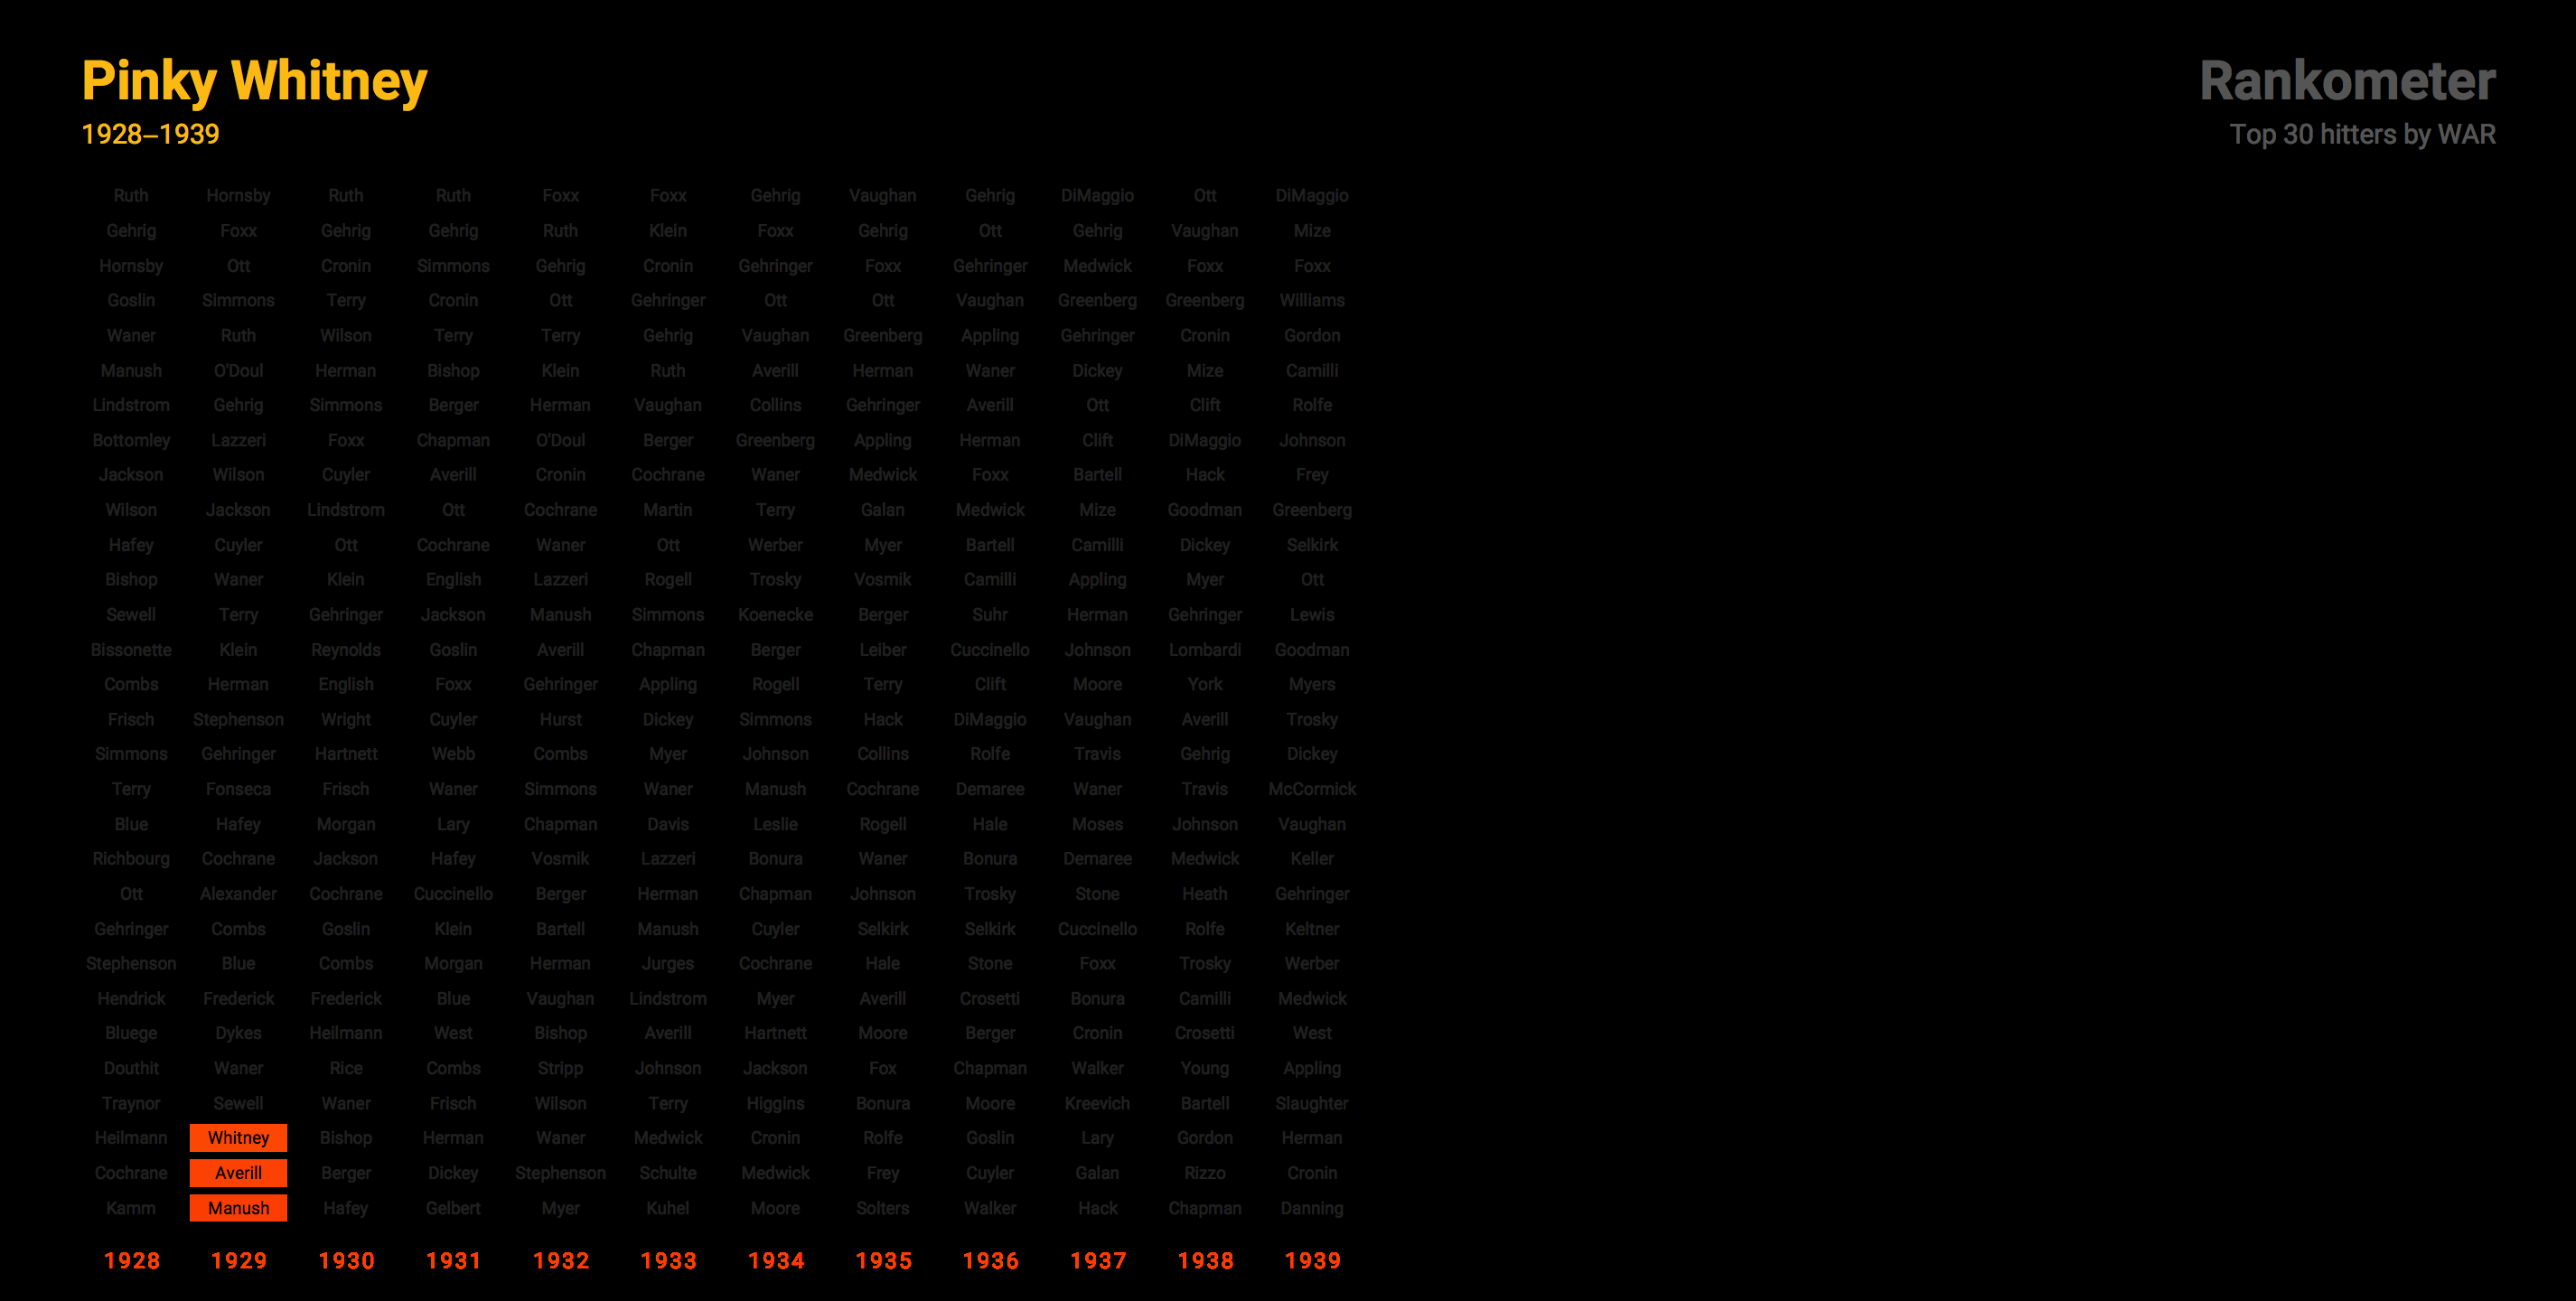 Pinky Whitney
1928–1939
Rankometer
Top 30 hitters by WAR
Ruth Hornsby Ruth Ruth Foxx Foxx Gehrig Vaughan Gehrig DiMaggio Ott DiMaggio
Gehrig Foxx Gehrig Gehrig Ruth Klein Foxx Gehrig Ott Gehrig Vaughan Mize
Hornsby Ott Cronin Simmons Gehrig Cronin Gehringer Foxx Gehringer Medwick Foxx Foxx
Goslin Simmons Terry Cronin Ott Gehringer Ott Ott Vaughan Greenberg Greenberg Williams
Waner Ruth Wilson Terry Terry Gehrig Vaughan Greenberg Appling Gehringer Cronin Gordon
Manush O'Doul Herman Bishop Klein Ruth Averill Herman Waner Dickey Mize Camilli
Lindstrom Gehrig Simmons Berger Herman Vaughan Collins Gehringer Averill Ott Clift Rolfe
Bottomley Lazzeri Foxx Chapman O'Doul Berger Greenberg Appling Herman Clift DiMaggio Johnson
Jackson Wilson Cuyler Averill Cronin Cochrane Waner Medwick Foxx Bartell Hack Frey
Wilson Jackson Lindstrom Ott Cochrane Martin Terry Galan Medwick Mize Goodman Greenberg
Hafey Cuyler Ott Cochrane Waner Ott Werber Myer Bartell Camilli Dickey Selkirk
Bishop Waner Klein English Lazzeri Rogell Trosky Vosmik Camilli Appling Myer Ott
Sewell Terry Gehringer Jackson Manush Simmons Koenecke Berger Suhr Herman Gehringer Lewis
Bissonette Klein Reynolds Goslin Averill Chapman Berger Leiber Cuccinello Johnson Lombardi Goodman
Combs Herman English Foxx Gehringer Appling Rogell Terry Clift Moore York Myers
Frisch Stephenson Wright Cuyler Hurst Dickey Simmons Hack DiMaggio Vaughan Averill Trosky
Simmons Gehringer Hartnett Webb Combs Myer Johnson Collins Rolfe Travis Gehrig Dickey
Terry Fonseca Frisch Waner Simmons Waner Manush Cochrane Demaree Waner Travis McCormick
Blue Hafey Morgan Lary Chapman Davis Leslie Rogell Hale Moses Johnson Vaughan
Richbourg Cochrane Jackson Hafey Vosmik Lazzeri Bonura Waner Bonura Demaree Medwick Keller
Ott Alexander Cochrane Cuccinello Berger Herman Chapman Johnson Trosky Stone Heath Gehringer
Gehringer Combs Goslin Klein Bartell Manush Cuyler Selkirk Selkirk Cuccinello Rolfe Keltner
Stephenson Blue Combs Morgan Herman Jurges Cochrane Hale Stone Foxx Trosky Werber
Hendrick Frederick Frederick Blue Vaughan Lindstrom Myer Averill Crosetti Bonura Camilli Medwick
Bluege Dykes Heilmann West Bishop Averill Hartnett Moore Berger Cronin Crosetti West
Douthit Waner Rice Combs Stripp Johnson Jackson Fox Chapman Walker Young Appling
Traynor Sewell Waner Frisch Wilson Terry Higgins Bonura Moore Kreevich Bartell Slaughter
Heilmann Whitney Bishop Herman Waner Medwick Cronin Rolfe Goslin Lary Gordon Herman
Cochrane Averill Berger Dickey Stephenson Schulte Medwick Frey Cuyler Galan Rizzo Cronin
Kamm Manush Hafey Gelbert Myer Kuhel Moore Solters Walker Hack Chapman Danning
1928 1929 1930 1931 1932 1933 1934 1935 1936 1937 1938 1939